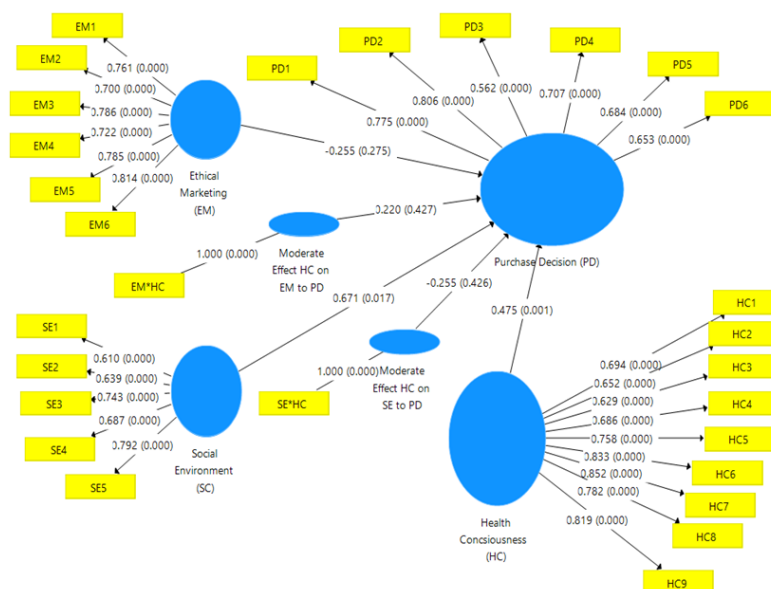 EM1
EM2
EM3
EM4
EM5
EM6
0.761 (0.000)
0.700 (0.000)
0.786 (0.000)
0.722 (0.000)
0.785 (0.000)
0.814 (0.000)
Ethical
Marketing
(EM)
PD1
PD2
PD3
PD4
PD5
PD6
0.775 (0.000)
0.806 (0.000)
0.562 (0.000)
0.707 (0.000)
0.684 (0.000)
0.653 (0.000)
Purchase Decision (PD)
-0.255 (0.275)
0.220 (0.427)
Moderate
Effect HC on
EM to PD
1.000 (0.000)
EM*HC
0.671 (0.017)
-0.255 (0.426)
0.475 (0.001)
Moderate
Effect HC on
SE to PD
1.000 (0.000)
SE*HC
SE1
SE2
SE3
SE4
SE5
0.610 (0.000)
0.639 (0.000)
0.743 (0.000)
0.687 (0.000)
0.792 (0.000)
Social
Environment
(SC)
HC1
HC2
HC3
HC4
HC5
HC6
HC7
HC8
HC9
0.694 (0.000)
0.652 (0.000)
0.629 (0.000)
0.686 (0.000)
0.758 (0.000)
0.833 (0.000)
0.852 (0.000)
0.782 (0.000)
0.819 (0.000)
Health
Concsiousness
(HC)